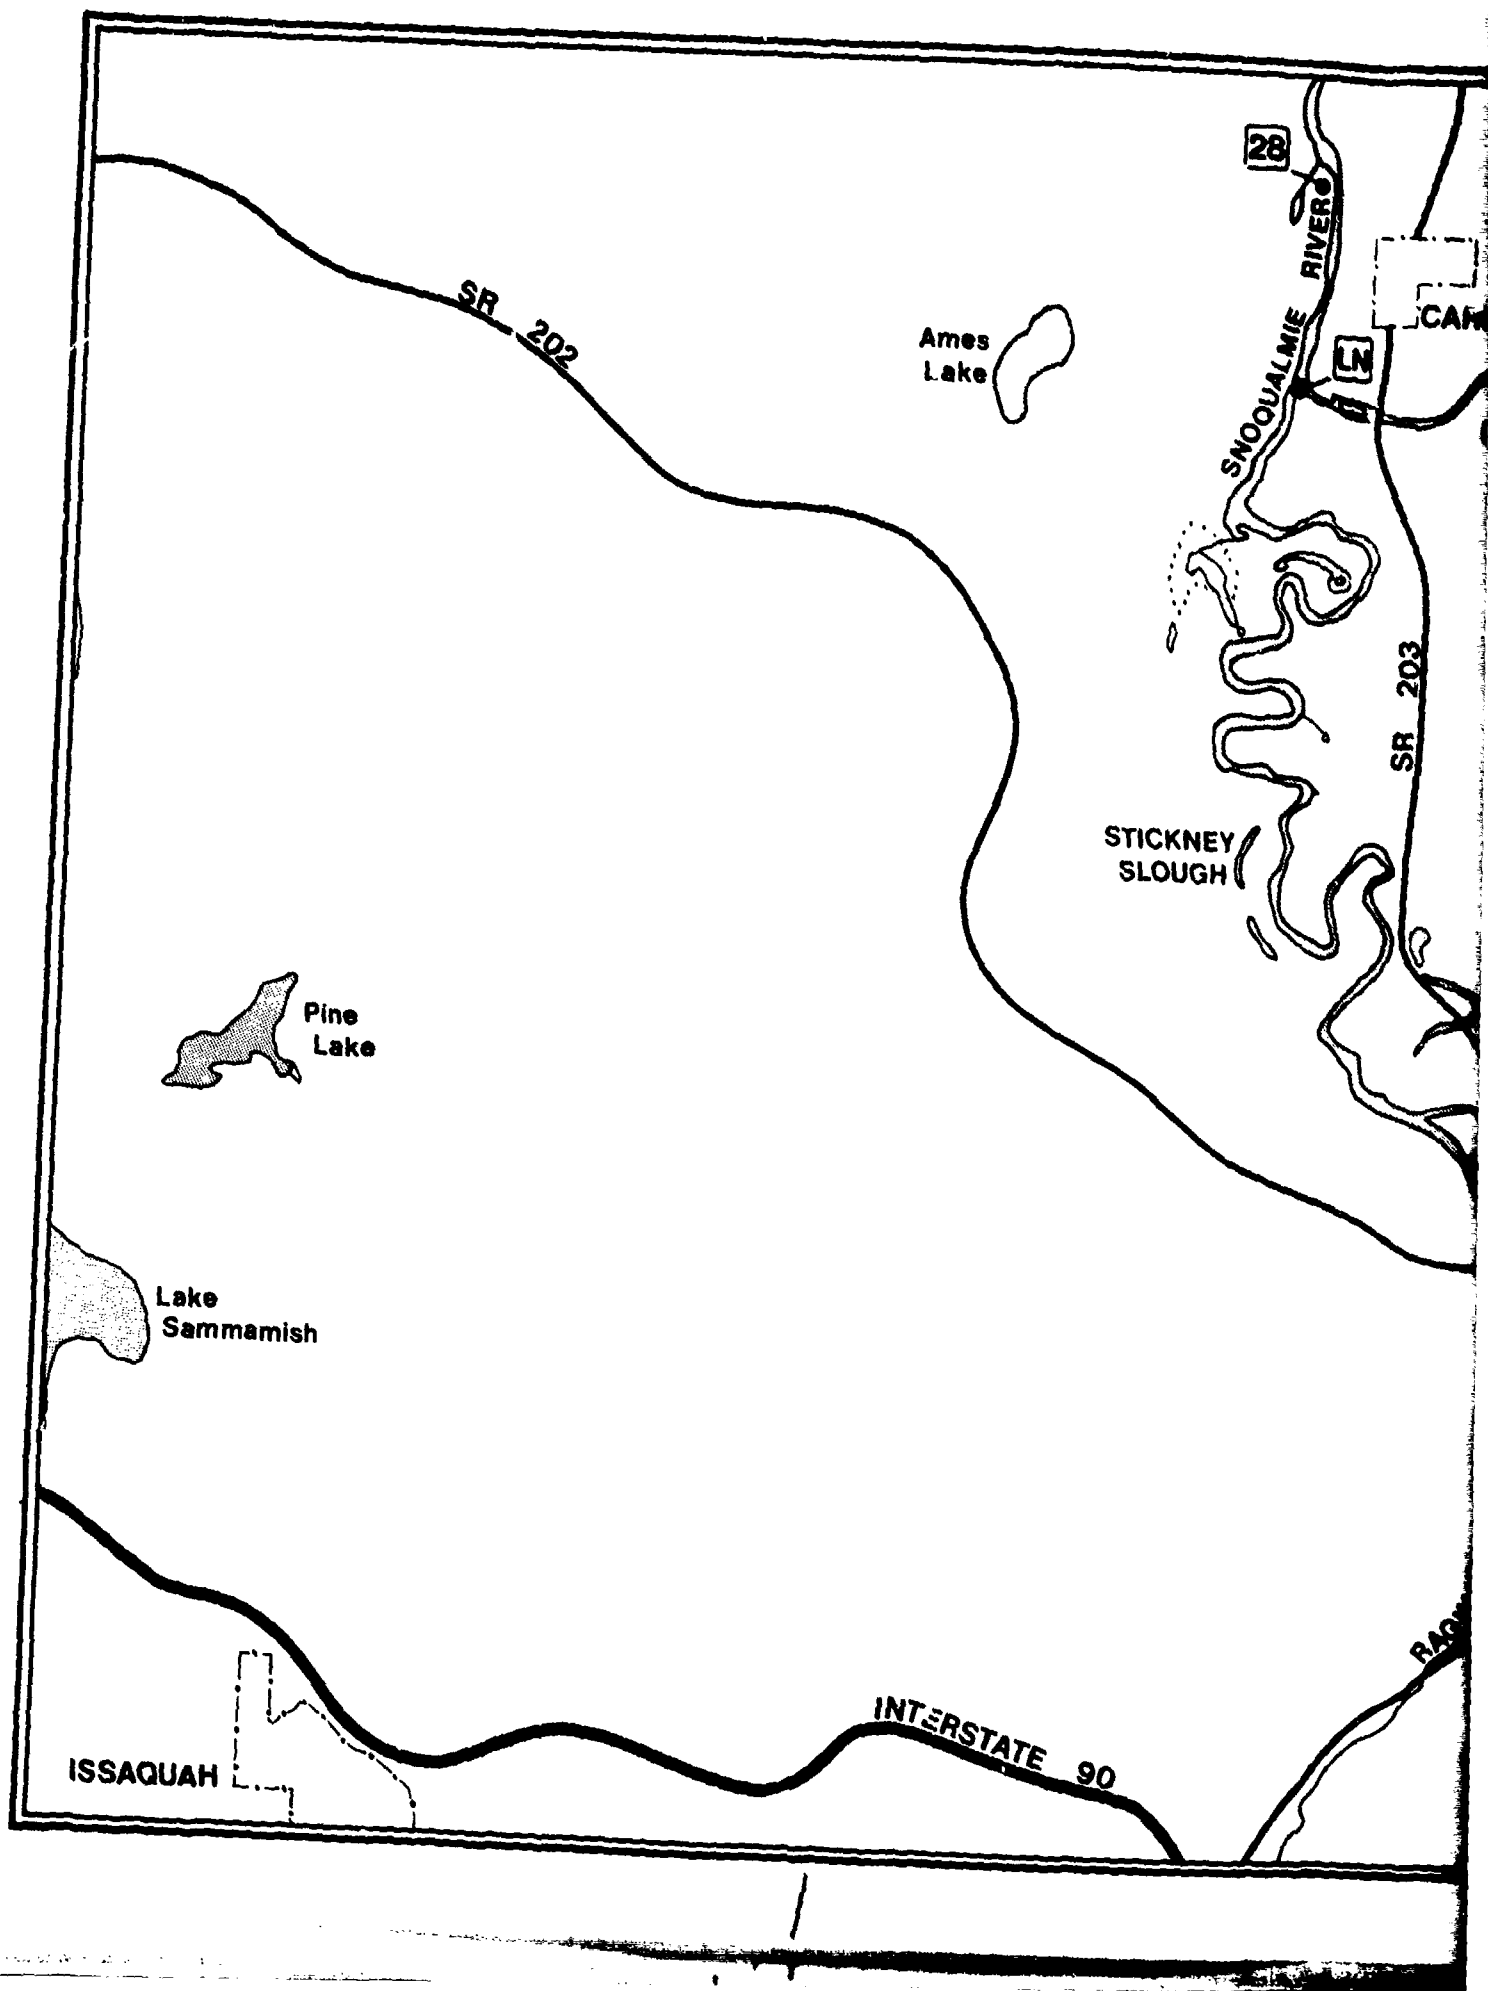 28
SNOQUALMIE RIVER
SR 202
Ames
Lake
LN
SR 203
STICKNEY
SLOUGH
Pine
Lake
Lake
Sammamish
INTERSTATE 90
ISSAQUAH